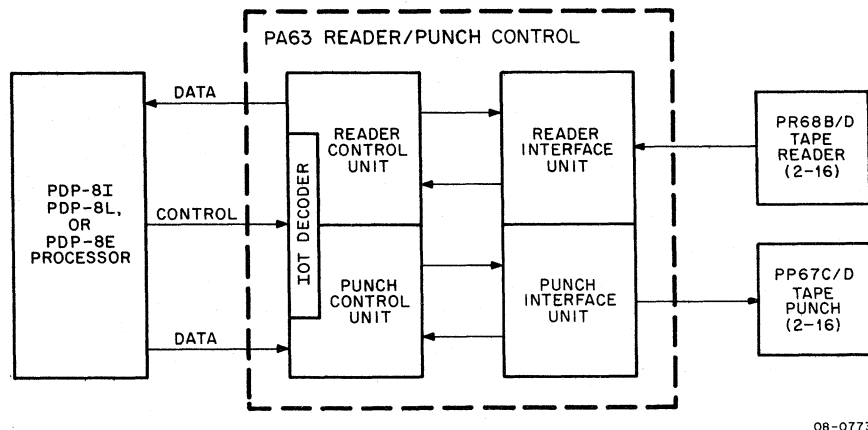 PA63 READER/PUNCH CONTROL
DATA
READER
CONTROL
UNIT
READER
INTERFACE
UNIT
PR68B/D
TAPE
READER
(2-16)
PDP-8I
PDP-8L,
OR
PDP-8E
PROCESSOR
CONTROL
IOT DECODER
PUNCH
CONTROL
UNIT
PUNCH
INTERFACE
UNIT
PP67C/D
TAPE
PUNCH
(2-16)
DATA